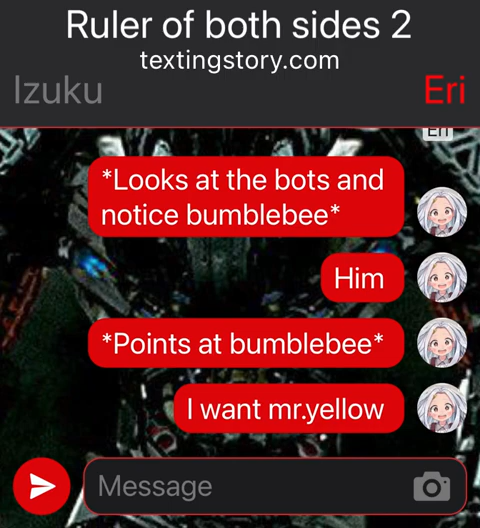 Ruler of both sides 2
textingstory.com
Izuku
Eri
Eri
*Looks at the bots and
notice bumblebee*
Him
*Points at bumblebee*
I want mr.yellow
Message